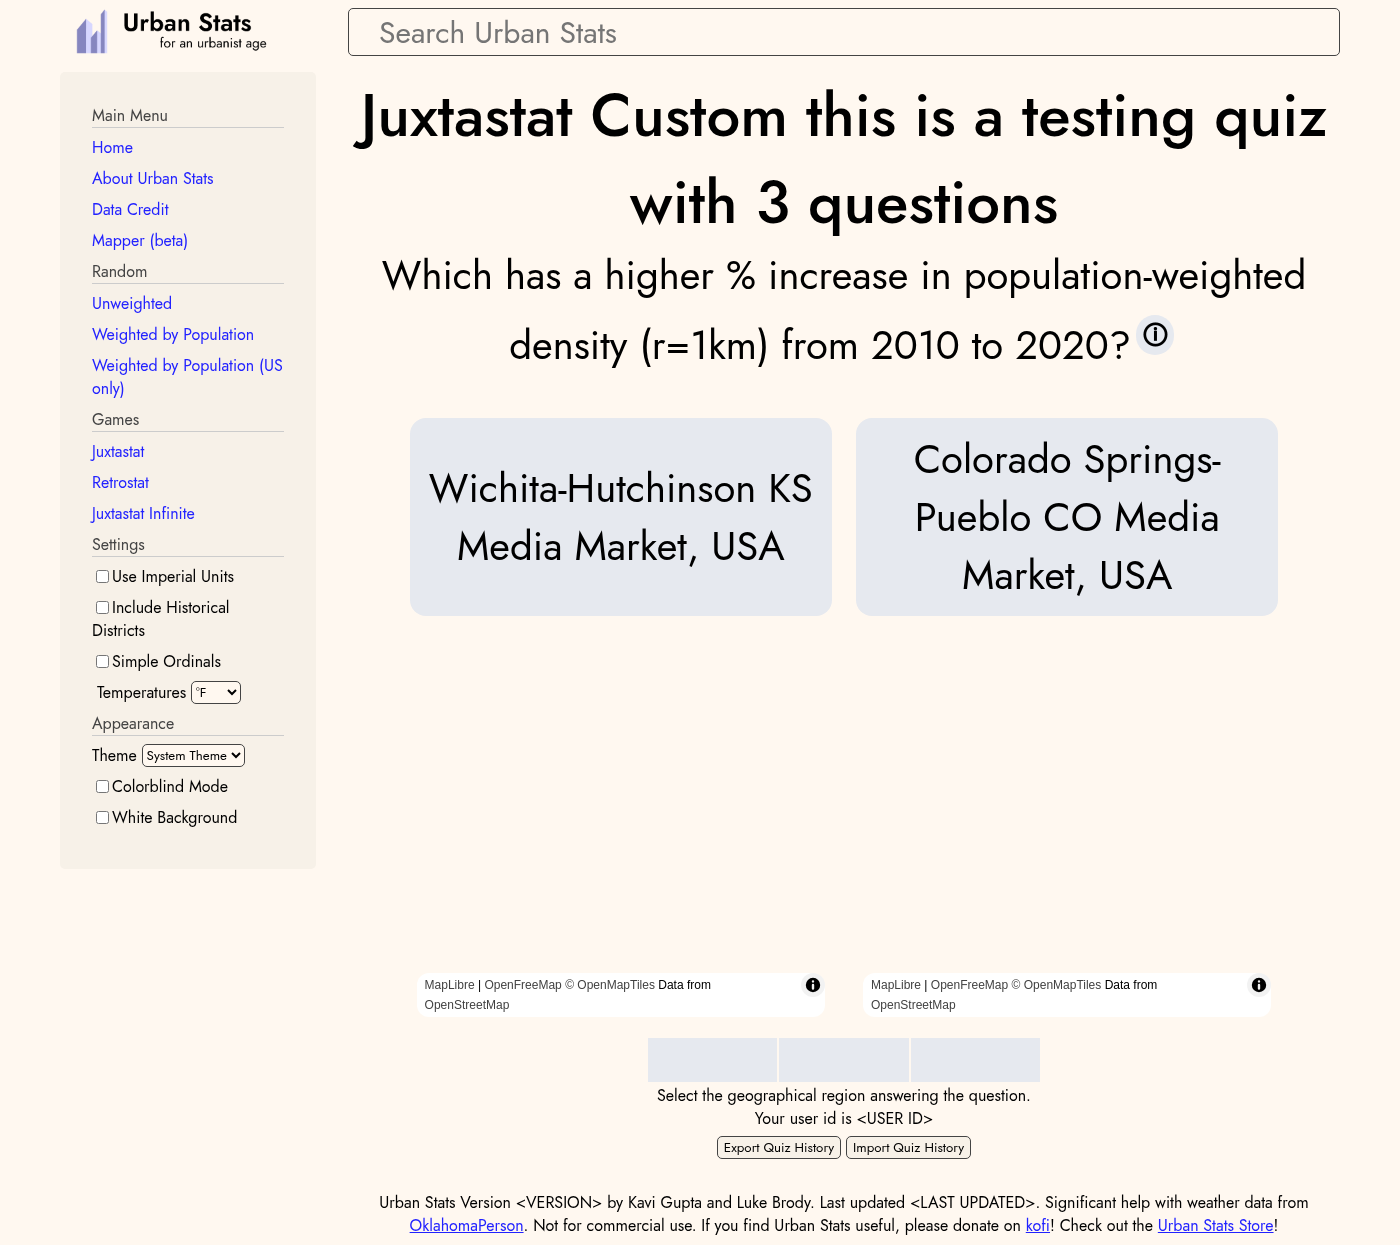 Urban Stats
for an urbanist age
Search Urban Stats
Main Menu
Home
About Urban Stats
Data Credit
Mapper (beta)
Random
Unweighted
Weighted by Population
Weighted by Population (US
only)
Games
Juxtastat
Retrostat
Juxtastat Infinite
Settings
Use Imperial Units
Include Historical
Districts
Simple Ordinals
Temperatures °F
Appearance
Theme System Theme
Colorblind Mode
White Background
Juxtastat Custom this is a testing quiz
with 3 questions
Which has a higher % increase in population-weighted
density (r=1km) from 2010 to 2020?
Wichita-Hutchinson KS
Media Market, USA
Colorado Springs-
Pueblo CO Media
Market, USA
MapLibre | OpenFreeMap © OpenMapTiles Data from
OpenStreetMap
MapLibre | OpenFreeMap © OpenMapTiles Data from
OpenStreetMap
Select the geographical region answering the question.
Your user id is <USER ID>
Export Quiz History Import Quiz History
Urban Stats Version <VERSION> by Kavi Gupta and Luke Brody. Last updated <LAST UPDATED>. Significant help with weather data from
OklahomaPerson. Not for commercial use. If you find Urban Stats useful, please donate on kofi! Check out the Urban Stats Store!